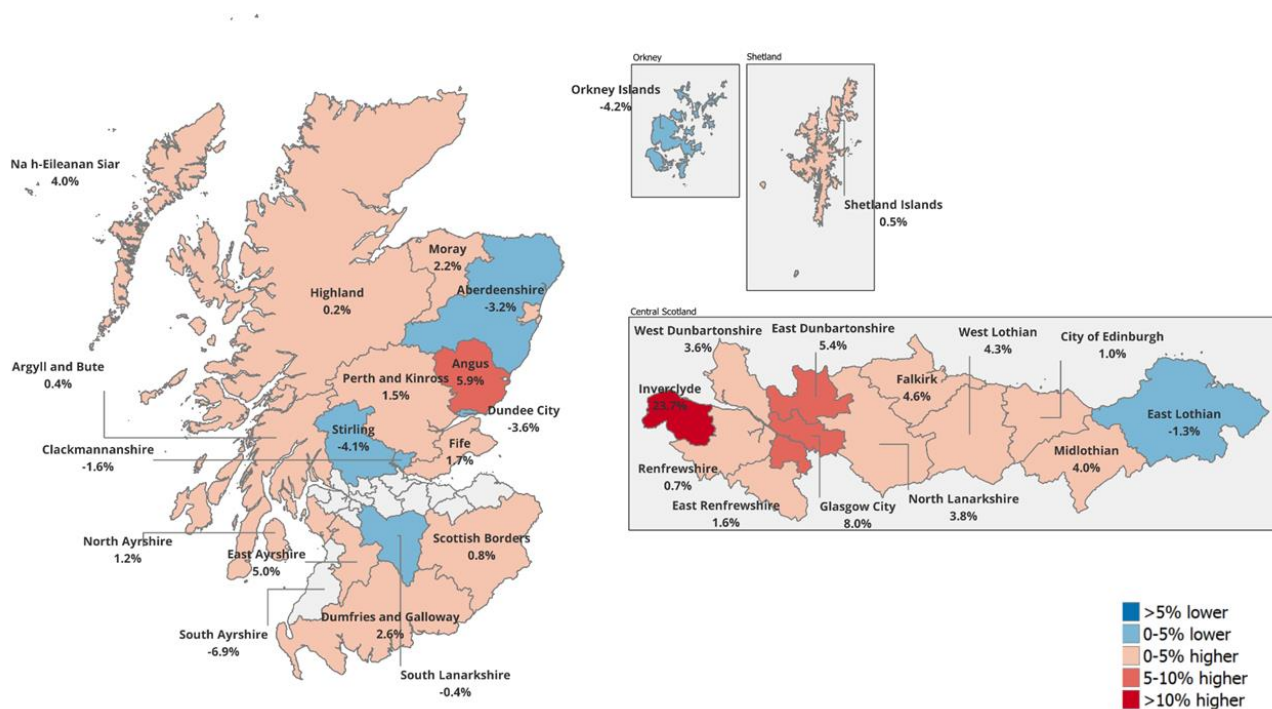 Orkney
Orkney Islands
-4.2%
Shetland
Shetland Islands
0.5%
Na h-Eileanan Siar
4.0%
Moray
2.2%
Aberdeenshire
-3.2%
Highland
0.2%
Argyll and Bute
0.4%
Angus
5.9%
Perth and Kinross
1.5%
Dundee City
-3.6%
Stirling
-4.1%
Clackmannanshire
-1.6%
Fife
1.7%
North Ayrshire
1.2%
East Ayrshire
5.0%
Scottish Borders
0.8%
South Ayrshire
-6.9%
Dumfries and Galloway
2.6%
South Lanarkshire
-0.4%
Central Scotland
West Dunbartonshire
3.6%
East Dunbartonshire
5.4%
West Lothian
4.3%
City of Edinburgh
1.0%
Inverclyde
23.7%
Falkirk
4.6%
East Lothian
-1.3%
Midlothian
4.0%
Renfrewshire
0.7%
East Renfrewshire
1.6%
Glasgow City
8.0%
North Lanarkshire
3.8%
>5% lower
0-5% lower
0-5% higher
5-10% higher
>10% higher